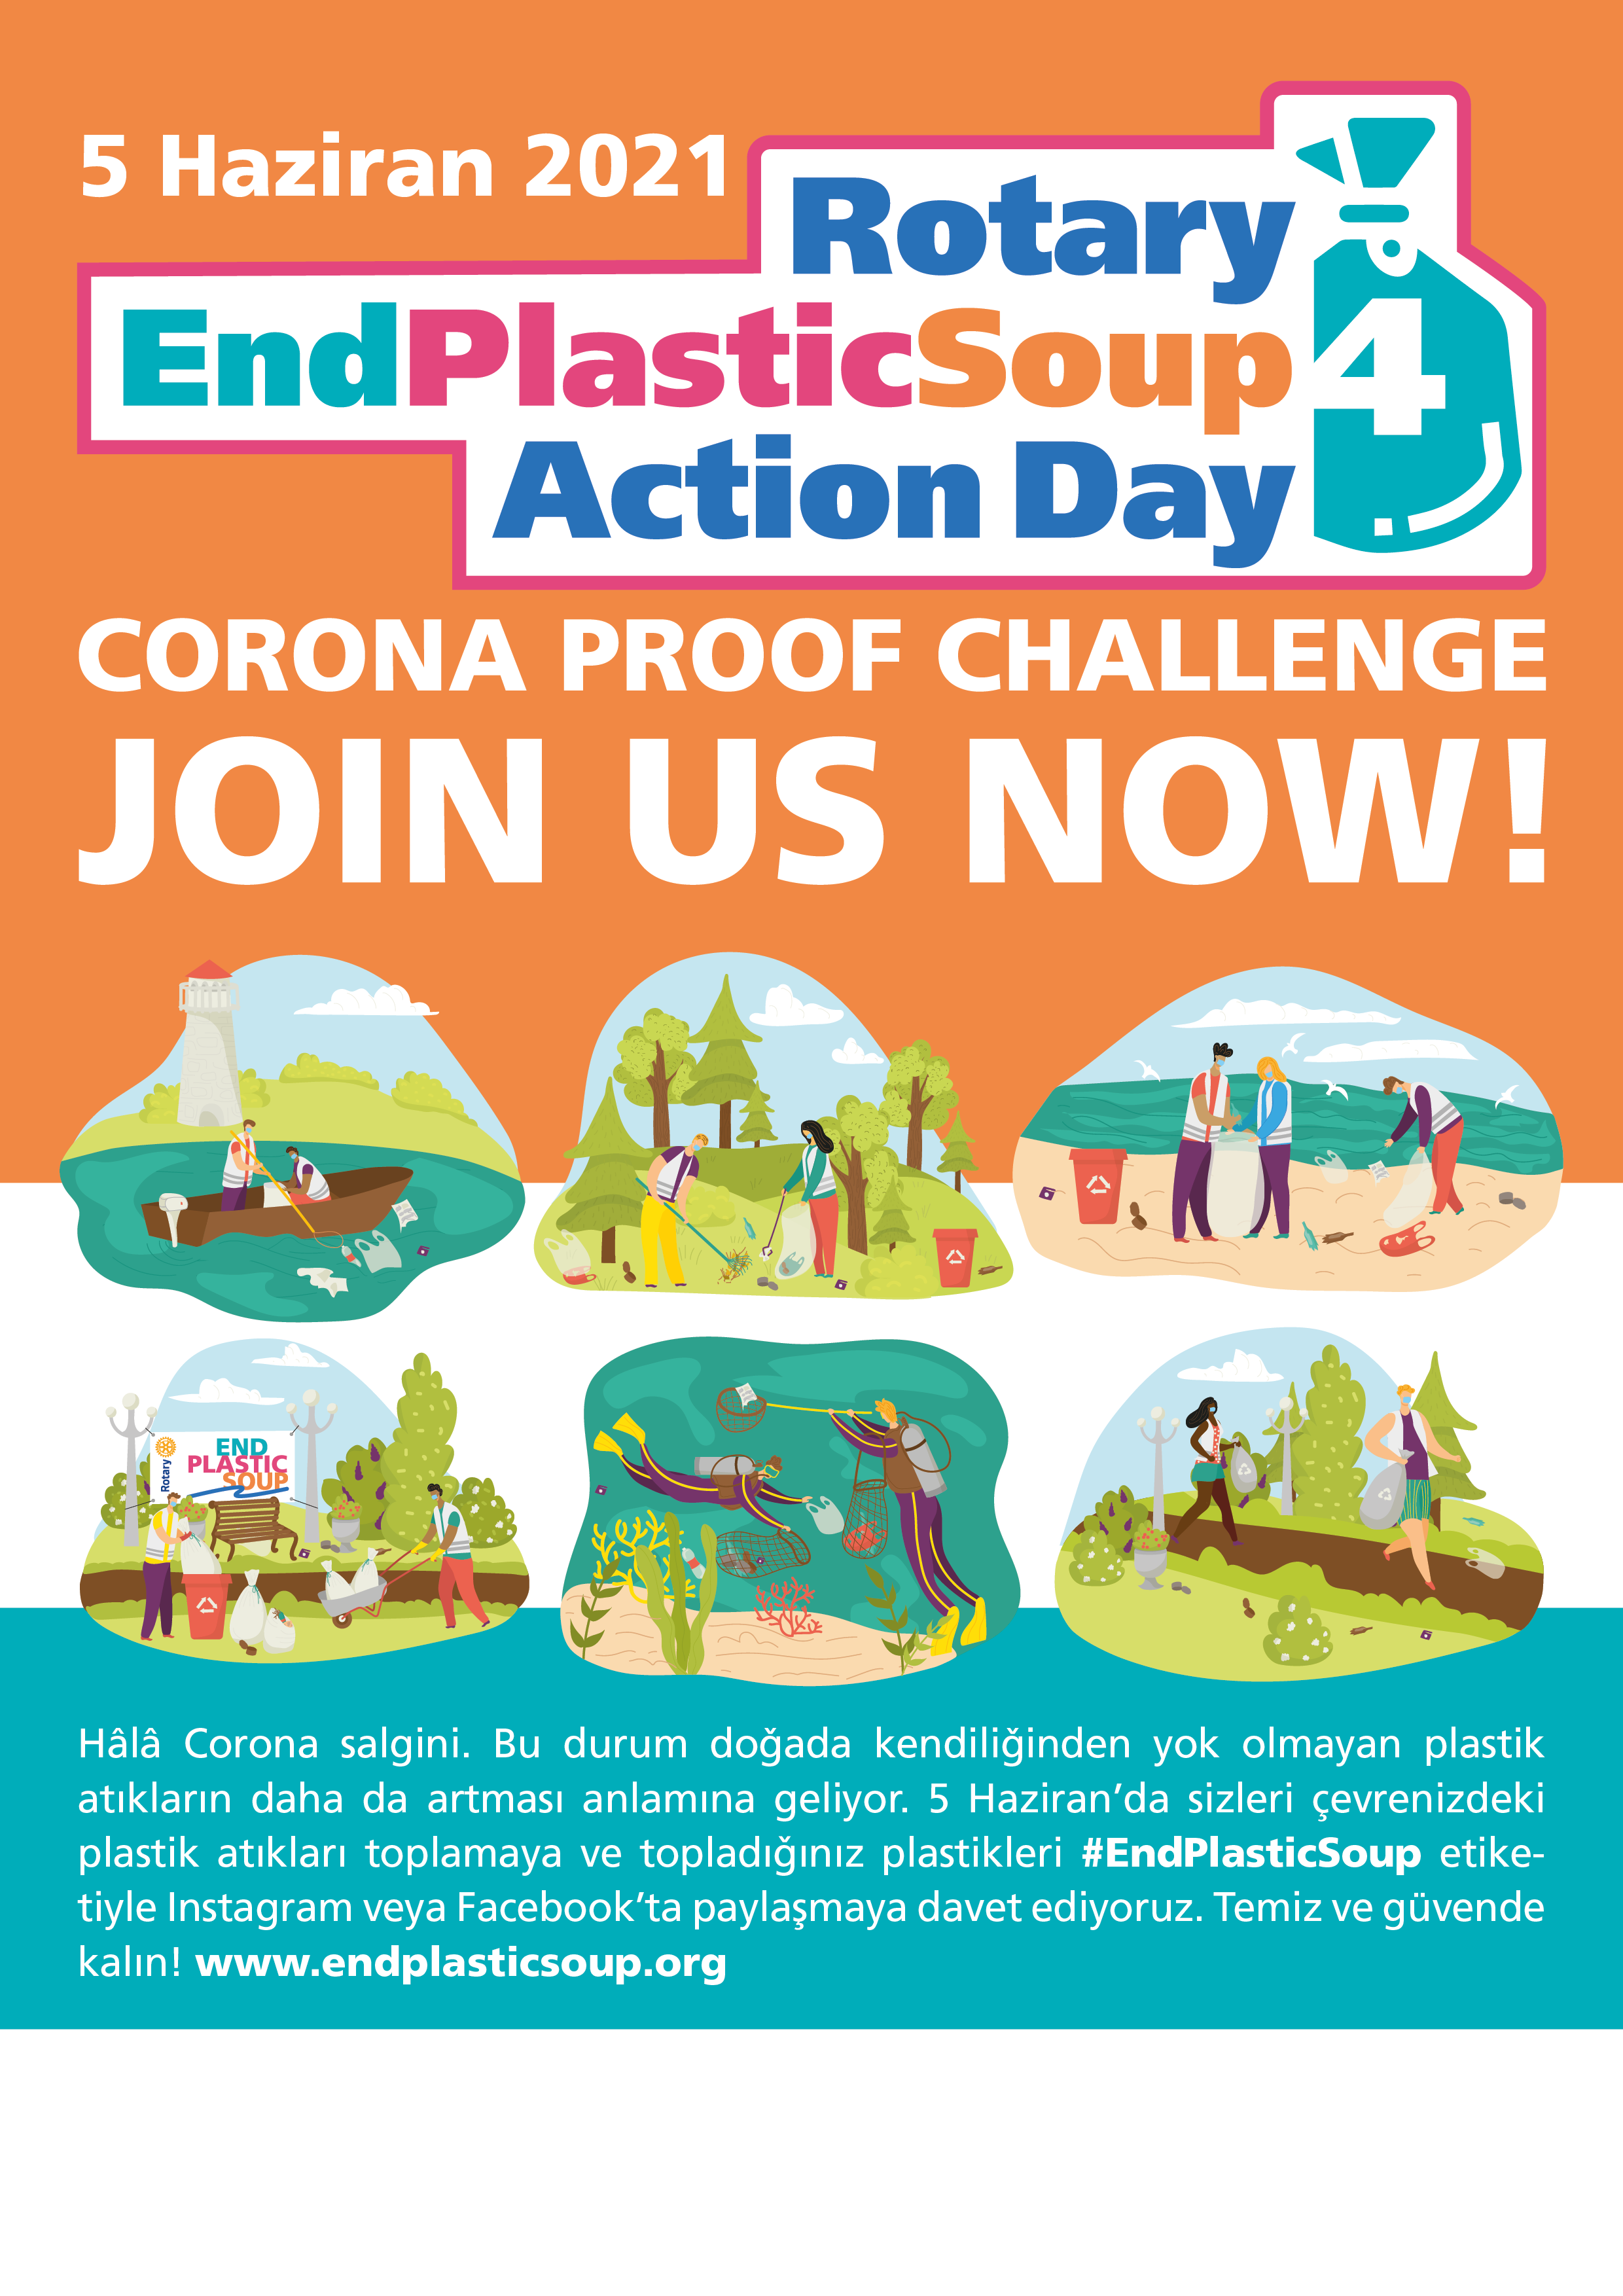 5 Haziran 2021
Rotary
EndPlasticSoup
4
Action Day
CORONA PROOF CHALLENGE
JOIN US NOW!
Rotary
END
PLASTIC
SOUP
Hâlâ Corona salgini. Bu durum doğada kendiliğinden yok olmayan plastik
atıkların daha da artması anlamına geliyor. 5 Haziran’da sizleri çevrenizdeki
plastik atıkları toplamaya ve topladığınız plastikleri #EndPlasticSoup etike-
tiyle Instagram veya Facebook’ta paylaşmaya davet ediyoruz. Temiz ve güvende
kalın! www.endplasticsoup.org